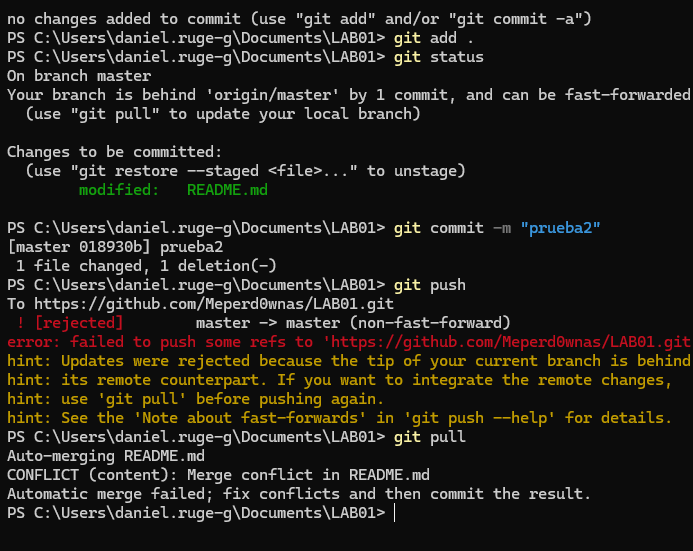 no changes added to commit (use "git add" and/or "git commit -a")
PS C:\Users\daniel.ruge-g\Documents\LAB01> git add .
PS C:\Users\daniel.ruge-g\Documents\LAB01> git status
On branch master
Your branch is behind 'origin/master' by 1 commit, and can be fast-forwarded
  (use "git pull" to update your local branch)

Changes to be committed:
  (use "git restore --staged <file>..." to unstage)
        modified:   README.md

PS C:\Users\daniel.ruge-g\Documents\LAB01> git commit -m "prueba2"
[master 018930b] prueba2
 1 file changed, 1 deletion(-)
PS C:\Users\daniel.ruge-g\Documents\LAB01> git push
To https://github.com/Meperd0wnas/LAB01.git
 ! [rejected]        master -> master (non-fast-forward)
error: failed to push some refs to 'https://github.com/Meperd0wnas/LAB01.git
hint: Updates were rejected because the tip of your current branch is behind
hint: its remote counterpart. If you want to integrate the remote changes,
hint: use 'git pull' before pushing again.
hint: See the 'Note about fast-forwards' in 'git push --help' for details.
PS C:\Users\daniel.ruge-g\Documents\LAB01> git pull
Auto-merging README.md
CONFLICT (content): Merge conflict in README.md
Automatic merge failed; fix conflicts and then commit the result.
PS C:\Users\daniel.ruge-g\Documents\LAB01>